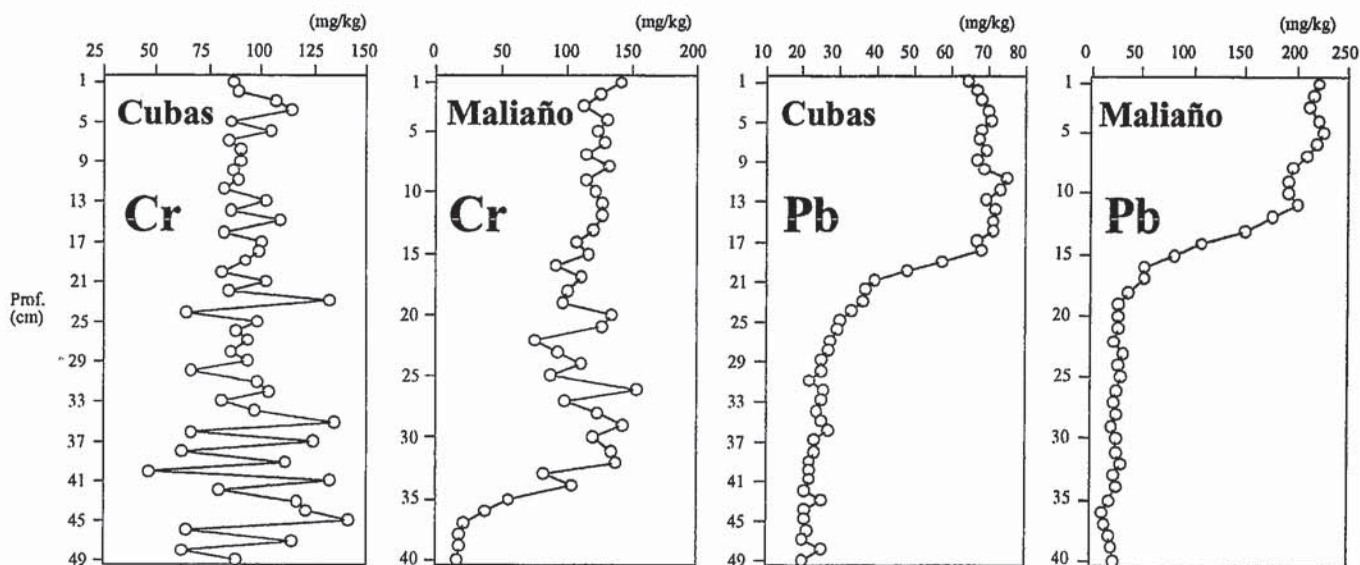 (mg/kg) (mg/kg) (mg/kg) (mg/kg)
25 50 75 100 125 150 0 50 100 150 200 10 20 30 40 50 60 70 80 0 50 100 150 200 250
Cubas Maliaño Cubas Maliaño
Cr Cr Pb Pb
Prof.
(cm)
1 5 9 13 17 21 25 29 33 37 41 45 49
1 5 10 15 20 25 30 35 40
1 5 9 13 17 21 25 29 33 37 41 45 49
1 5 10 15 20 25 30 35 40